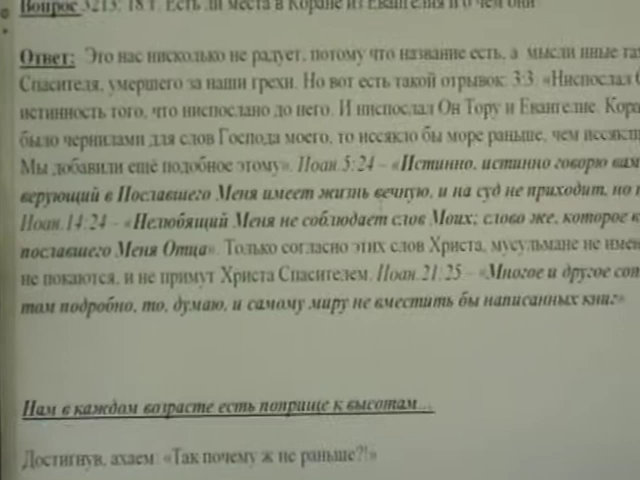 Вопрос 3213: 18 г. Есть ли места в Коране из Евангелия и о чем они
Ответ: Это нас нисколько не радует, потому что название есть, а мысли иные
Спасителя, умершего за наши грехи. Но вот есть такой отрывок: 3:3. «Ниспослал
истинность того, что ниспослано до него. И ниспослал Он Тору и Евангелие.
было чернилами для слов Господа моего, то иссякло бы море раньше, чем
Мы добавили ещё подобное этому». Иоан.5:24 – «Истинно, истинно говорю вам
верующий в Пославшего Меня имеет жизнь вечную, и на суд не приходит, но
Иоан.14:24 – «Нелюбящий Меня не соблюдает слов Моих; слово же, которое
пославшего Меня Отца». Только согласно этих слов Христа, мусульмане не
не покаются, и не примут Христа Спасителем. Иоан.21:25 – «Многое и другое
том подробно, то, думаю, и самому миру не вместить бы написанных книг»
Нам в каждом возрасте есть поприще к высотам...
Достигнув, ахаем: «Так почему ж не раньше?!»